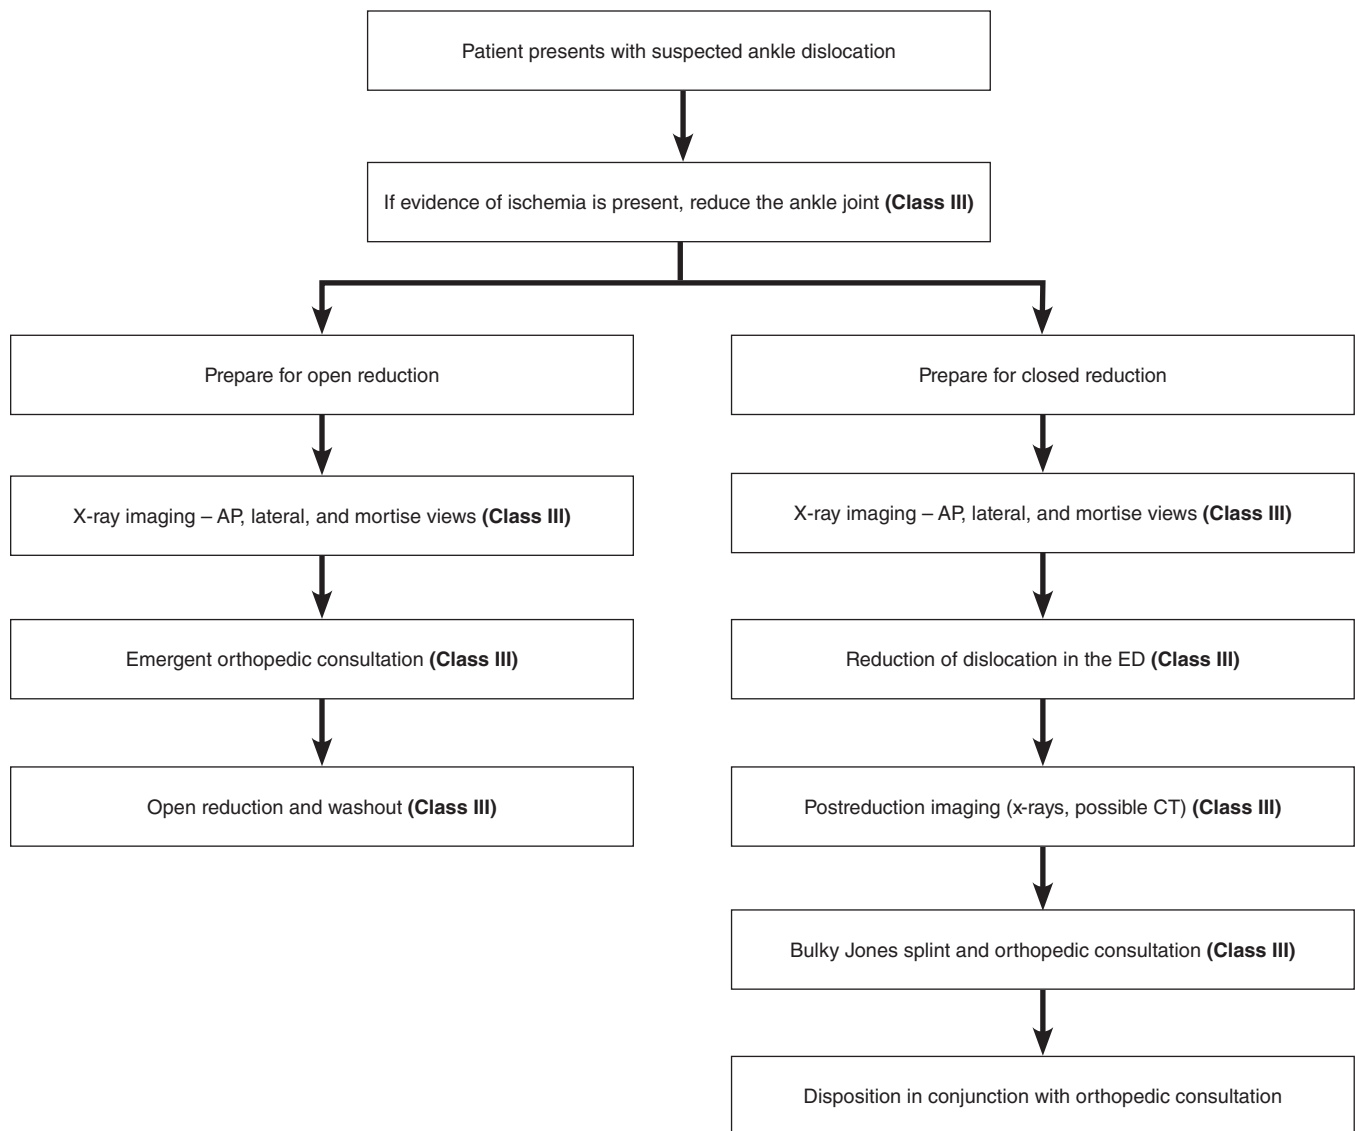 Patient presents with suspected ankle dislocation
If evidence of ischemia is present, reduce the ankle joint (Class III)
Prepare for open reduction
X-ray imaging – AP, lateral, and mortise views (Class III)
Emergent orthopedic consultation (Class III)
Open reduction and washout (Class III)
Prepare for closed reduction
X-ray imaging – AP, lateral, and mortise views (Class III)
Reduction of dislocation in the ED (Class III)
Postreduction imaging (x-rays, possible CT) (Class III)
Bulky Jones splint and orthopedic consultation (Class III)
Disposition in conjunction with orthopedic consultation